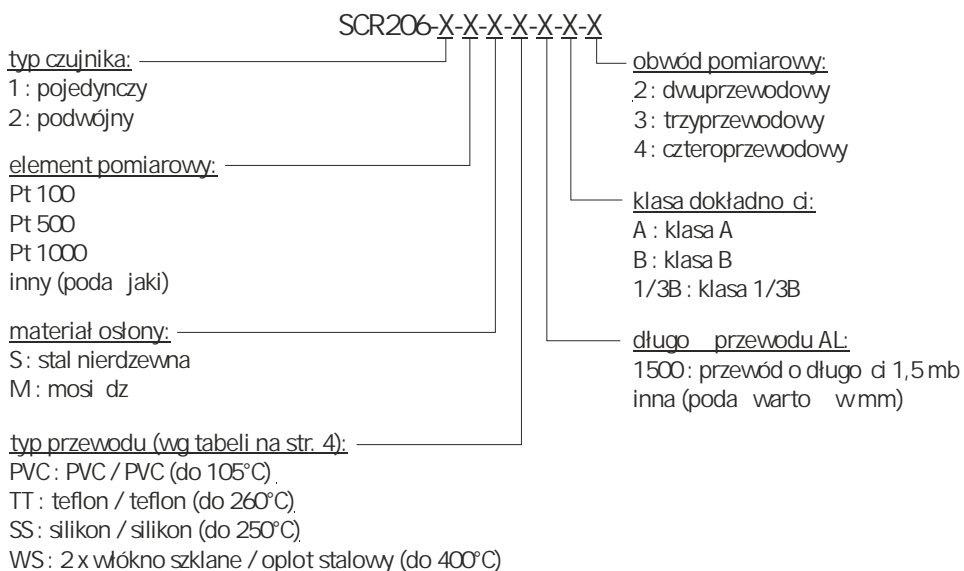 SCR206-X-X-X-X-X-X-X
typ czujnika:
1 : pojedynczy
2 : podwójny
element pomiarowy:
Pt 100
Pt 500
Pt 1000
inny (poda jaki)
materiał osłony:
S : stal nierdzewna
M : mosi dz
typ przewodu (wg tabeli na str. 4):
PVC : PVC / PVC (do 105°C)
TT : teflon / teflon (do 260°C)
SS : silikon / silikon (do 250°C)
WS : 2 x włókno szklane / oplot stalowy (do 400°C)
obwód pomiarowy:
2 : dwuprzewodowy
3 : trzyprzewodowy
4 : czteroprzewodowy
klasa dokładno ci:
A : klasa A
B : klasa B
1/3B : klasa 1/3B
długo przewodu AL:
1500 : przewód o długo ci 1,5 mb
inna (poda warto w mm)